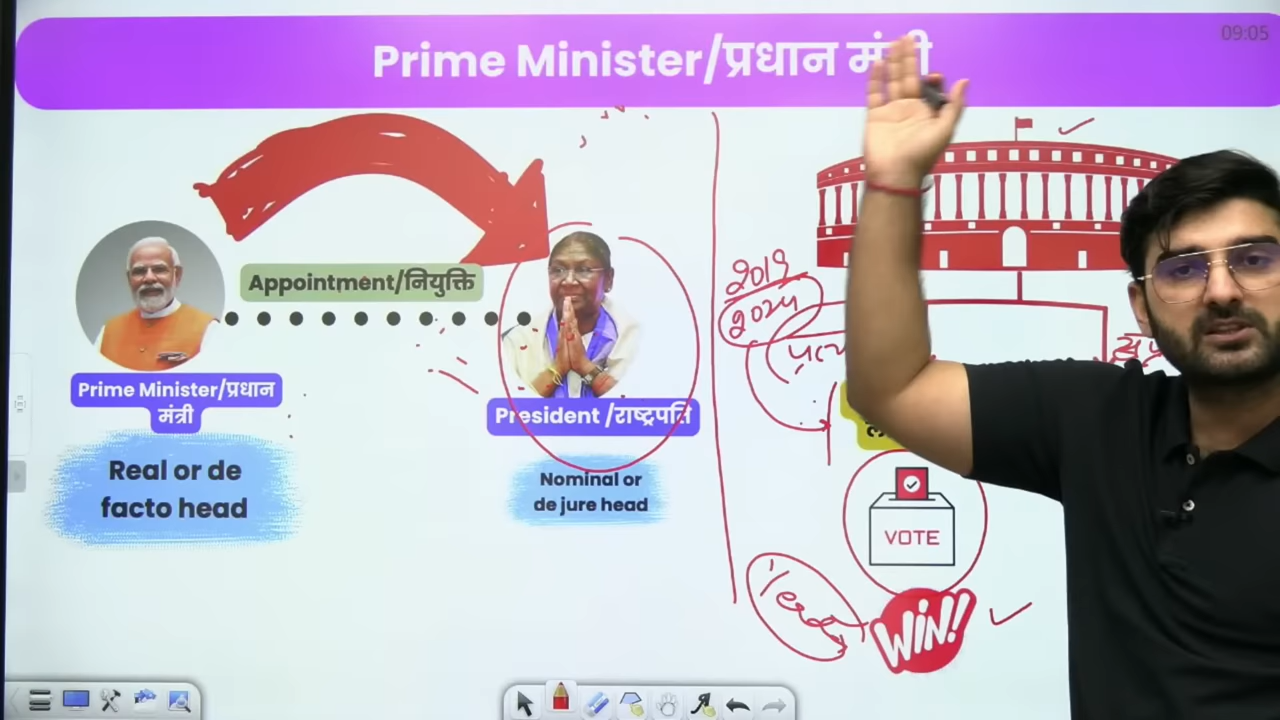 Prime Minister/प्रधान मंत्री
09:05
Appointment/नियुक्ति
Prime Minister/प्रधान
मंत्री
Real or de
facto head
President /राष्ट्रपति
Nominal or
de jure head
2019
2024
VOTE
WIN!!